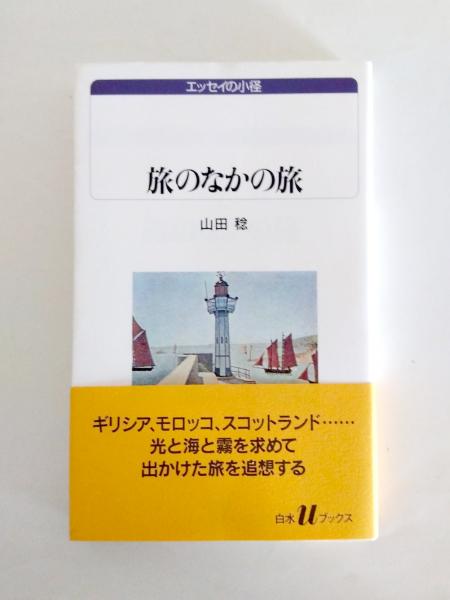 エッセイの小径
旅のなかの旅
山田 稔
ギリシア、モロッコ、スコットランド……
光と海と霧を求めて
出かけた旅を追想する
白水uブックス